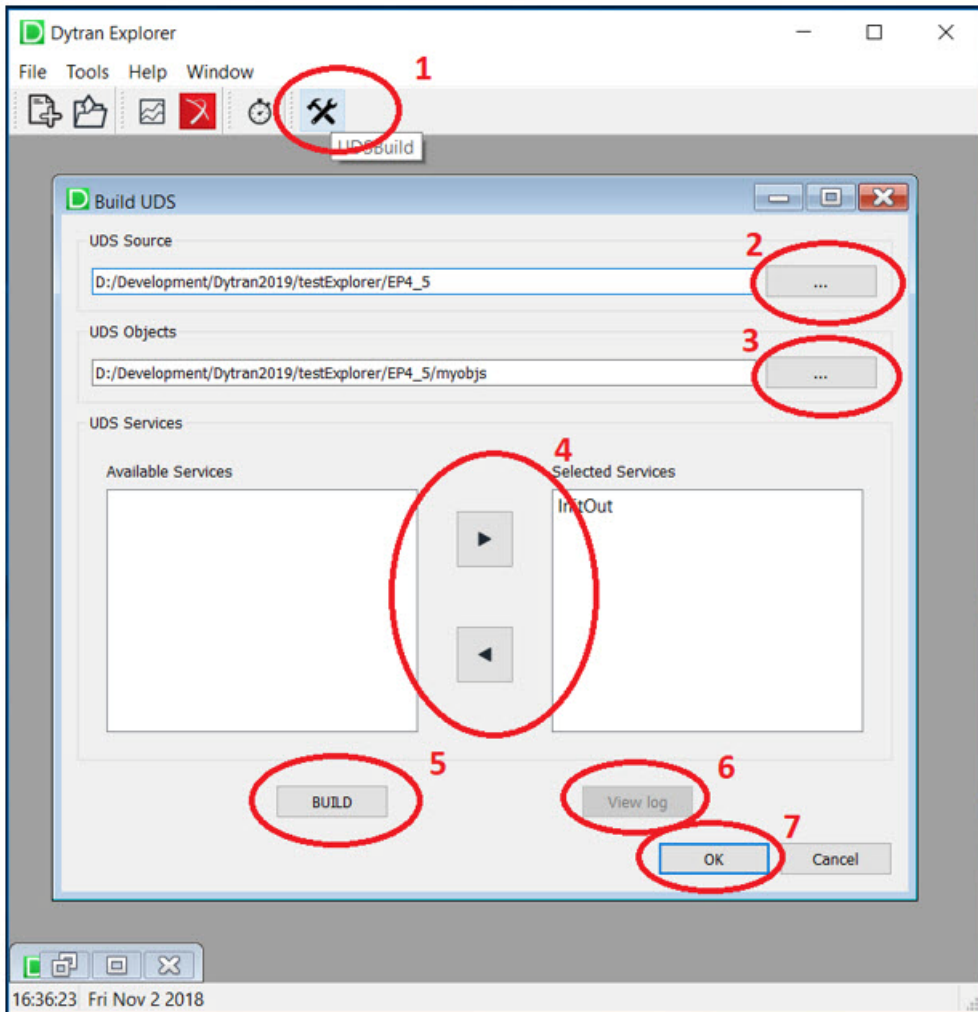 Dytran Explorer
File Tools Help Window
1
UDSBuild
Build UDS
UDS Source
2
D:/Development/Dytran2019/testExplorer/EP4_5
...
UDS Objects
3
D:/Development/Dytran2019/testExplorer/EP4_5/myobjs
...
UDS Services
4
Available Services
Selected Services
InitOut
5
6
BUILD
View log
7
OK
Cancel
16:36:23 Fri Nov 2 2018